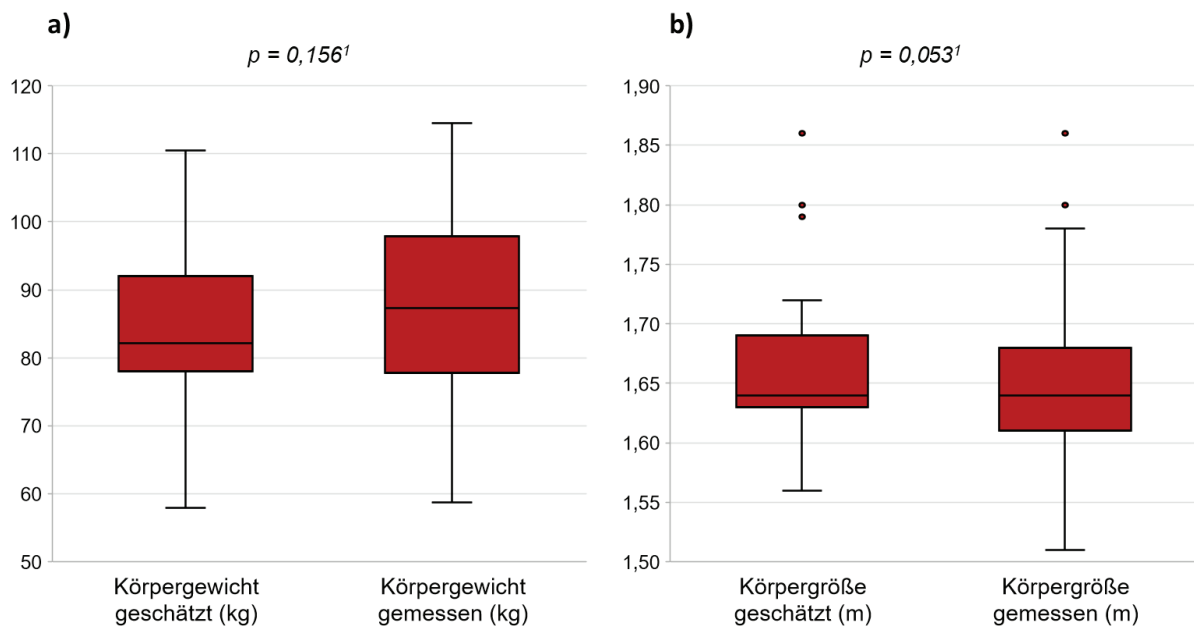 a)
p = 0,156¹
120
110
100
90
80
70
60
50
Körpergewicht
geschätzt (kg)
Körpergewicht
gemessen (kg)
b)
p = 0,053¹
1,90
1,85
1,80
1,75
1,70
1,65
1,60
1,55
1,50
Körpergröße
geschätzt (m)
Körpergröße
gemessen (m)